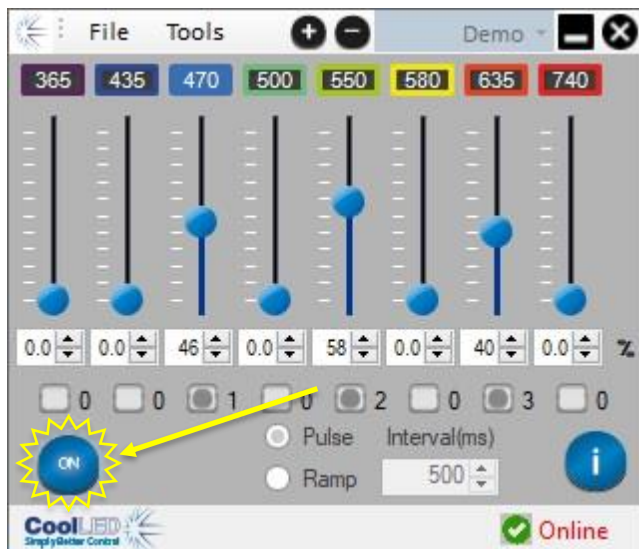 File Tools Demo
365 435 470 500 550 580 635 740
0.0 0.0 46 0.0 58 0.0 40 0.0 %
0 0 1 0 2 0 3 0
Pulse Interval(ms)
ON
Ramp 500
i
CoolLED
Simply Better Control
Online